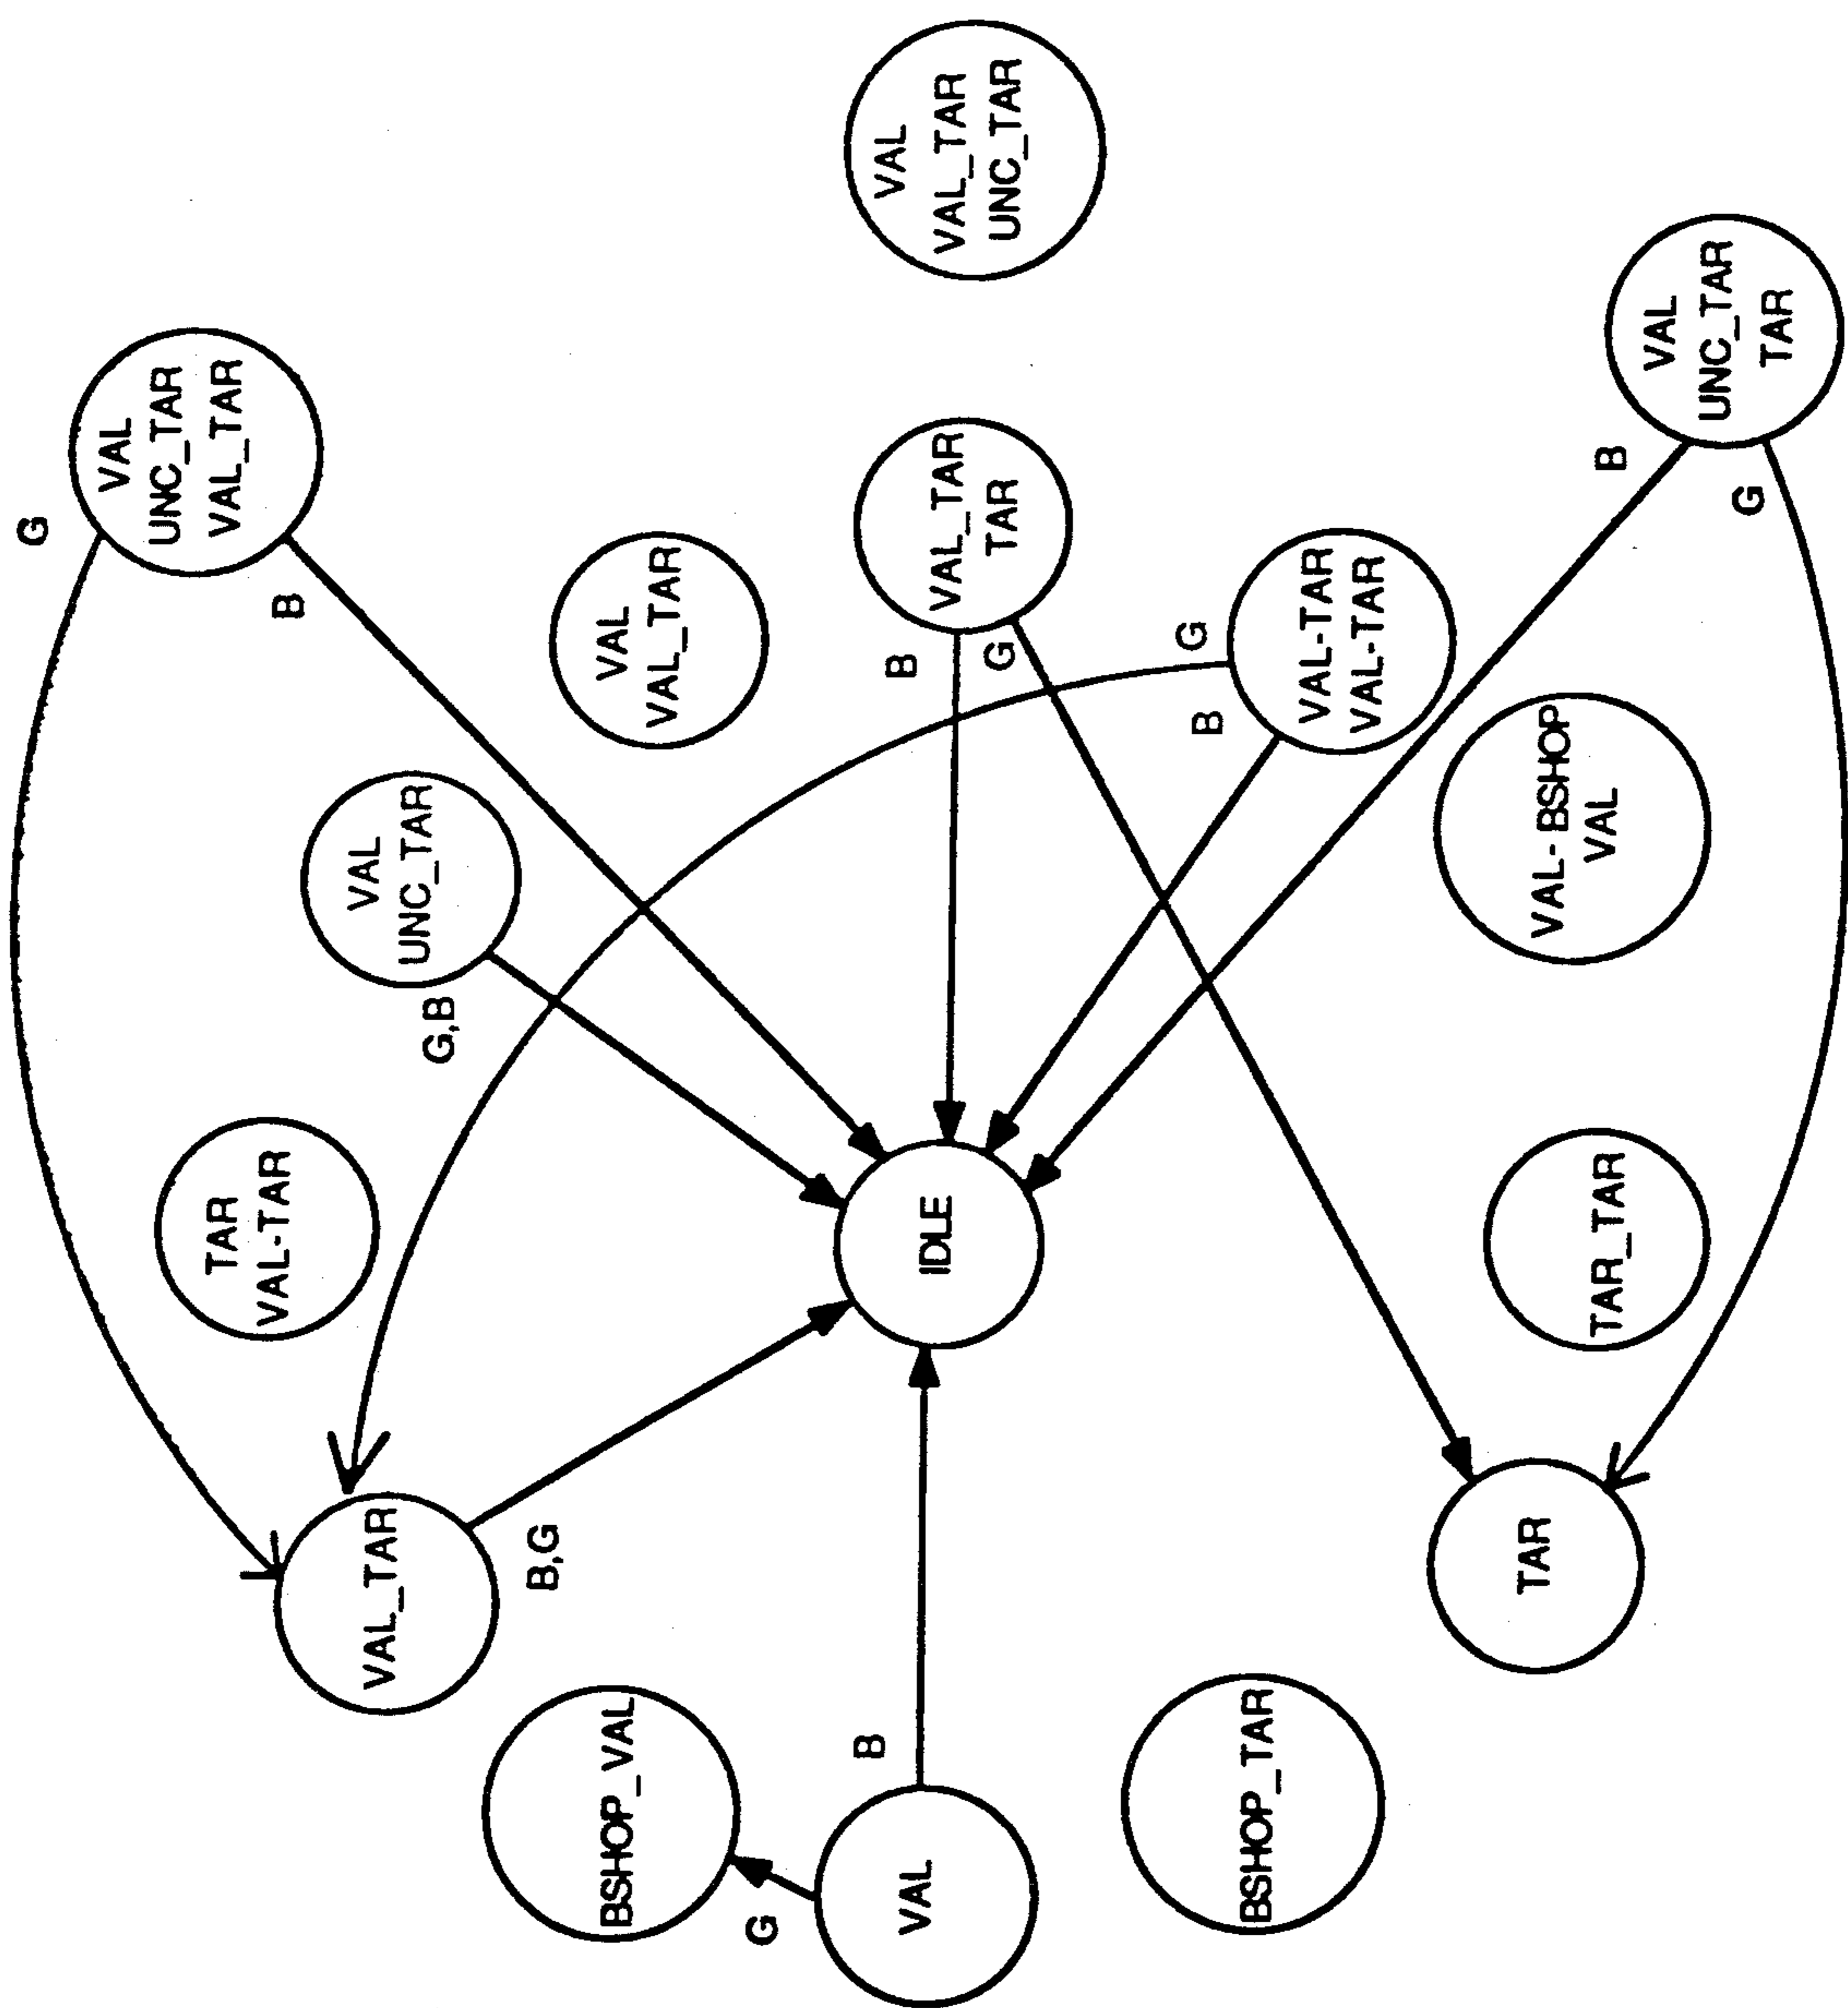 G
VAL
UNC_TAR
VAL_TAR
TAR
VAL-TAR
B
VAL_TAR
VAL
UNC_TAR
G,B
B,G
BSHOP_VAL
VAL
VAL_TAR
G
B
VAL
IDLE
B
VAL_TAR
TAR
G
VAL
VAL_TAR
UNC_TAR
G
B
BSHOP_TAR
VAL-TAR
VAL-TAR
TAR
VAL-BSHOP
VAL
TAR_TAR
B
VAL
UNC_TAR
TAR
G